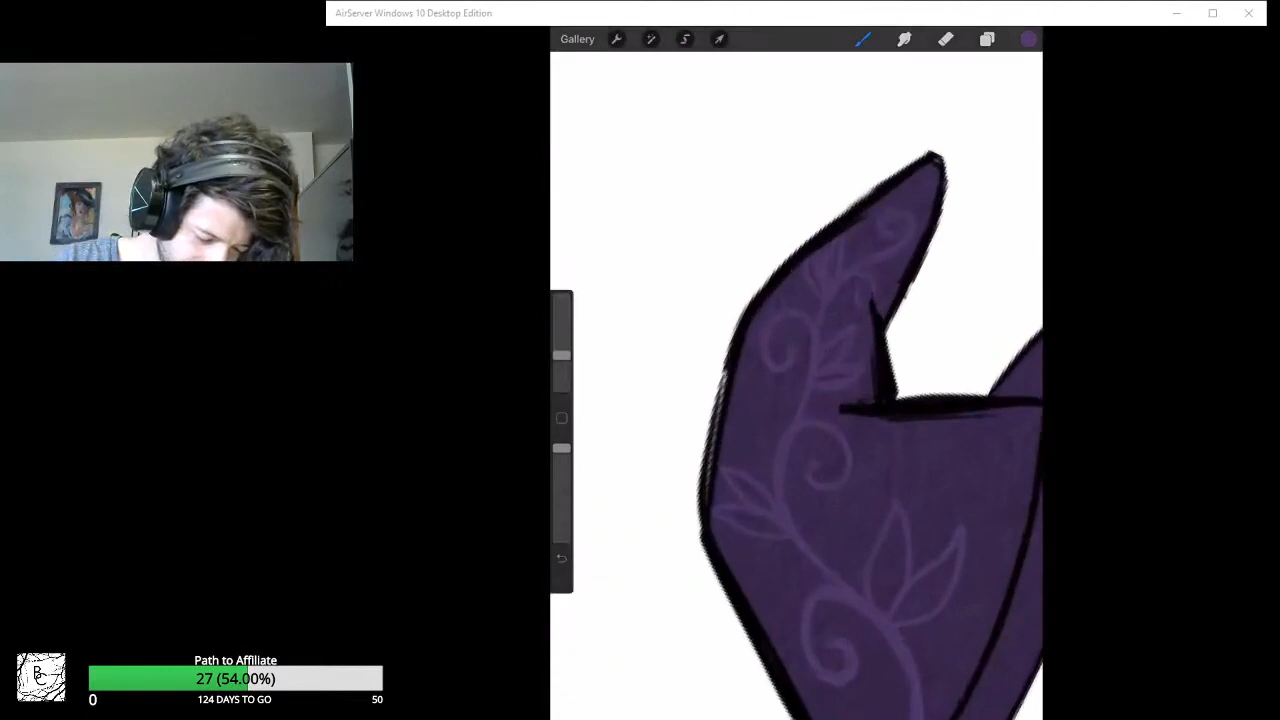 AirServer Windows 10 Desktop Edition
Gallery
Path to Affiliate
27 (54.00%)
0 124 DAYS TO GO 50